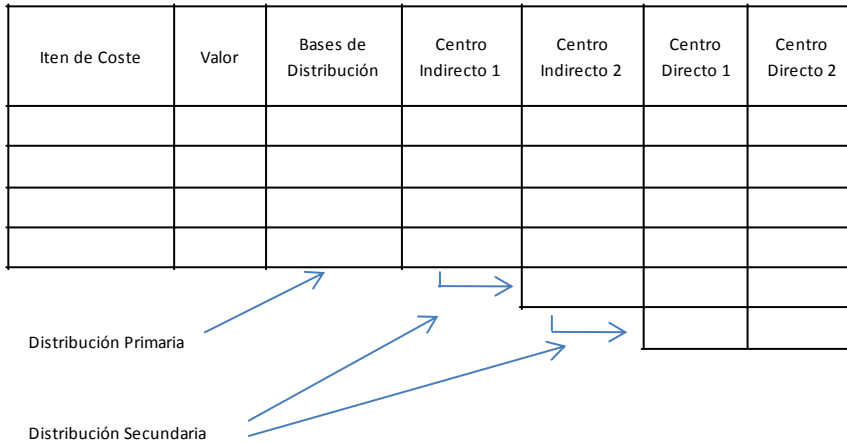 Iten de Coste
Valor
Bases de
Distribución
Centro
Indirecto 1
Centro
Indirecto 2
Centro
Directo 1
Centro
Directo 2
Distribución Primaria
Distribución Secundaria